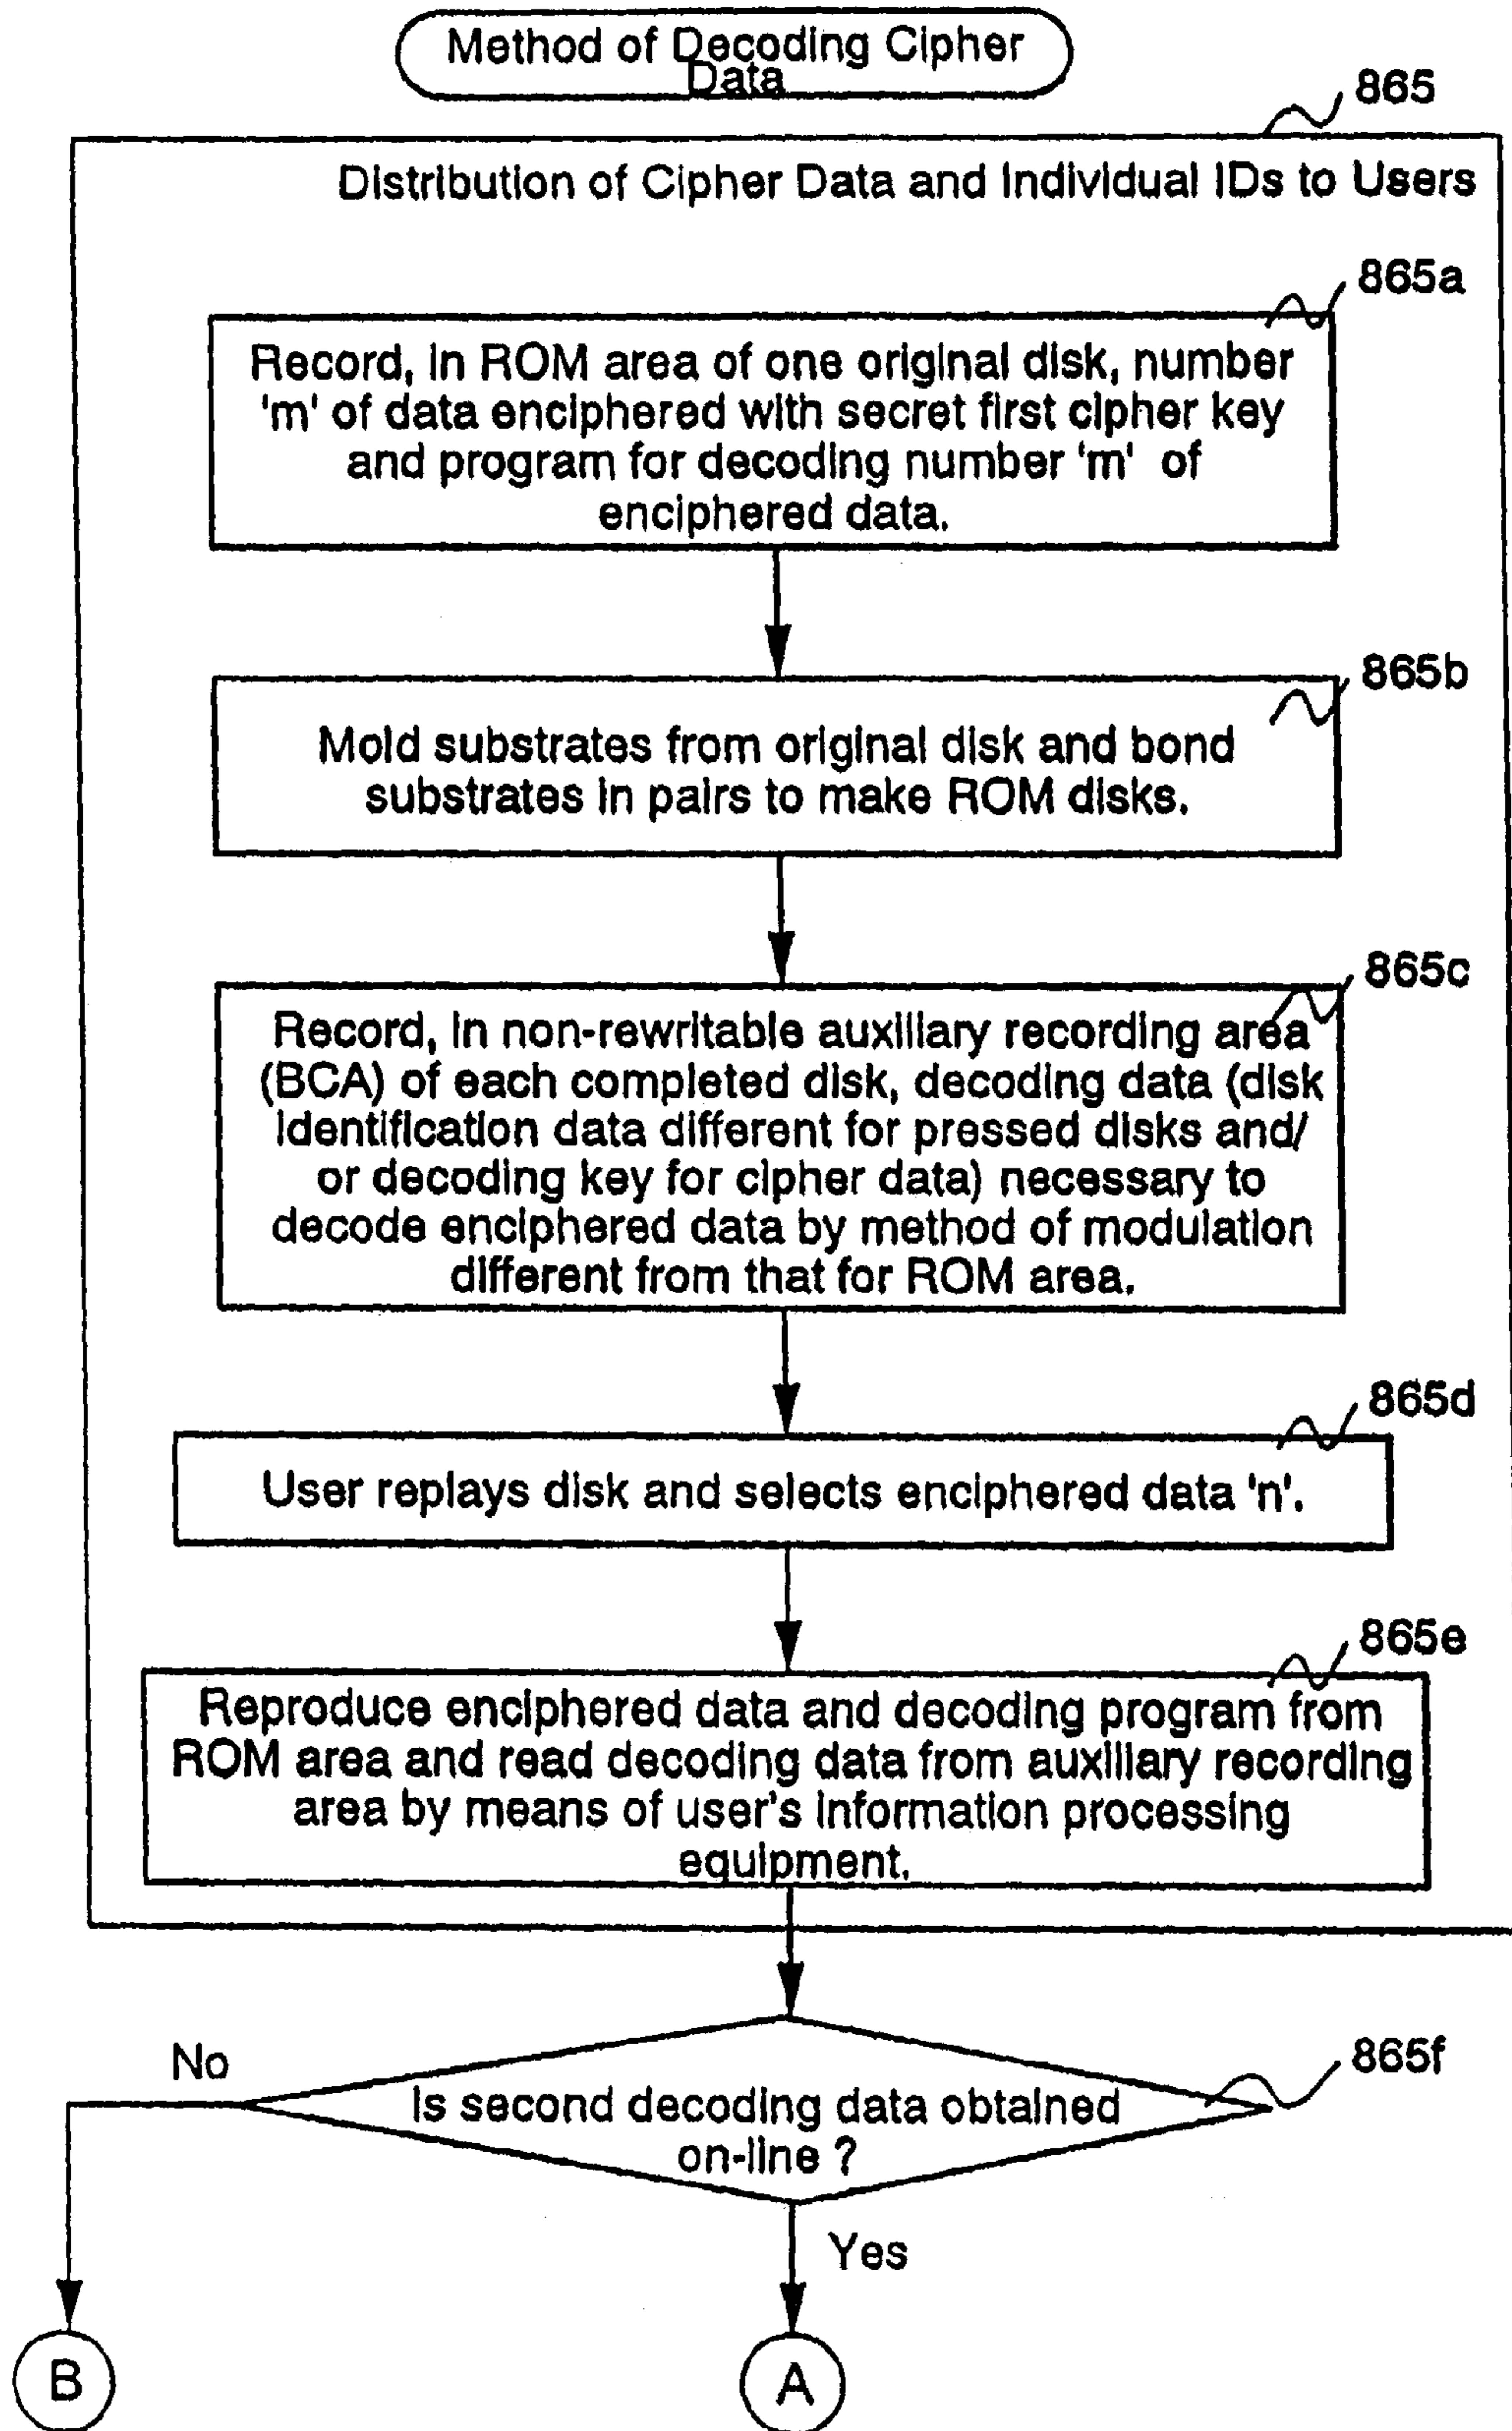 Method of Decoding Cipher
Data
865
Distribution of Cipher Data and Individual IDs to Users
865a
Record, in ROM area of one original disk, number
'm' of data enciphered with secret first cipher key
and program for decoding number 'm' of
enciphered data.
865b
Mold substrates from original disk and bond
substrates in pairs to make ROM disks.
865c
Record, in non-rewritable auxiliary recording area
(BCA) of each completed disk, decoding data (disk
identification data different for pressed disks and/
or decoding key for cipher data) necessary to
decode enciphered data by method of modulation
different from that for ROM area.
865d
User replays disk and selects enciphered data 'n'.
865e
Reproduce enciphered data and decoding program from
ROM area and read decoding data from auxiliary recording
area by means of user's information processing
equipment.
865f
No
Is second decoding data obtained
on-line ?
Yes
B
A